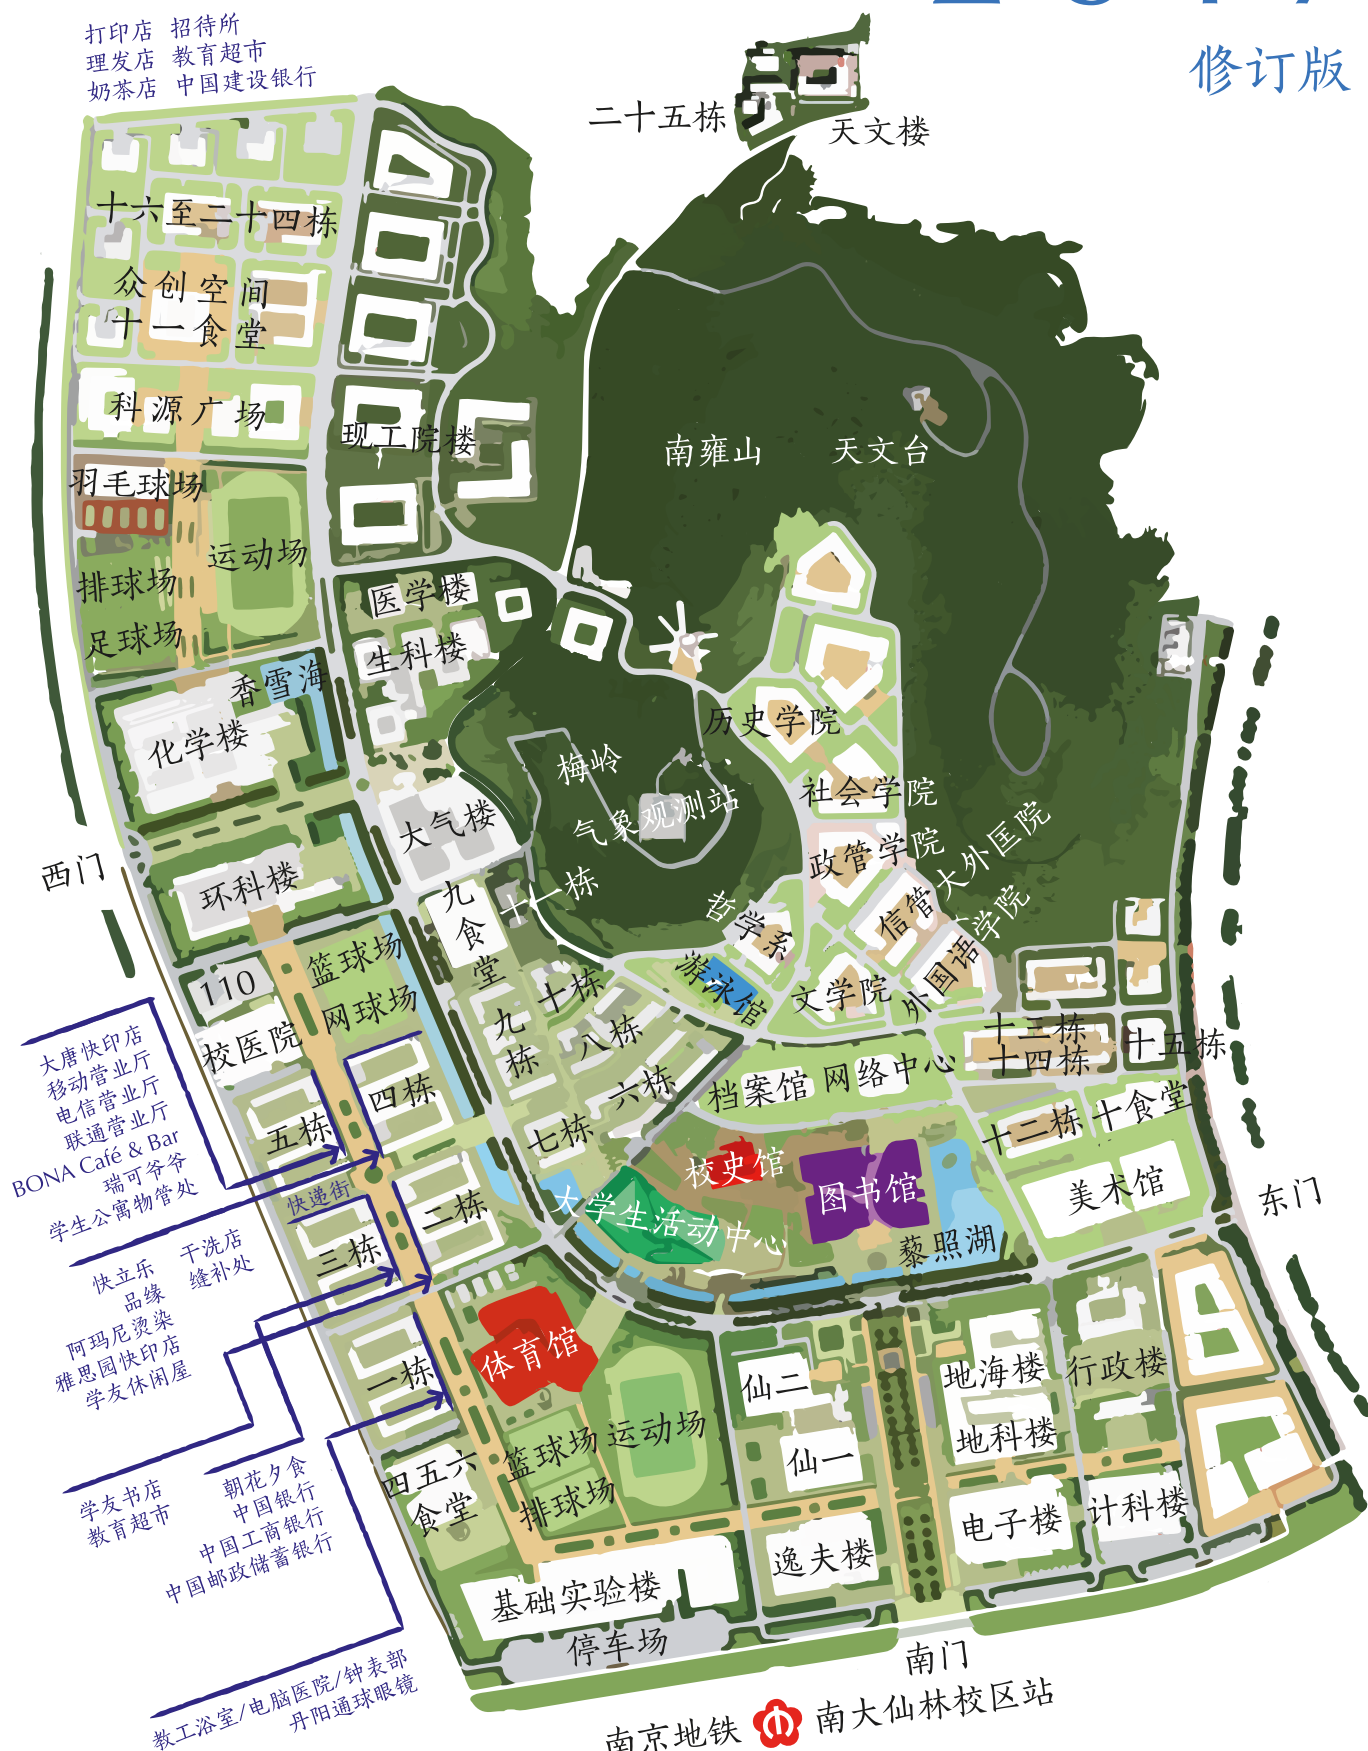 修订版
打印店 招待所
理发店 教育超市
奶茶店 中国建设银行
二十五栋
天文楼
十六至二十四栋
众创空间
十一食堂
科源广场
现工院楼
南雍山
天文台
羽毛球场
运动场
排球场
足球场
医学楼
生科楼
香雪海
化学楼
历史学院
梅岭
气象观测站
社会学院
大气楼
政管学院
大外匡院
西门
环科楼
九食堂
十一栋
哲学系
信管
外国语学院
游泳馆
文学院
110
篮球场
网球场
校医院
十栋
九栋
八栋
六栋
七栋
十三栋
十四栋
十五栋
档案馆
网络中心
大唐快印店
移动营业厅
电信营业厅
联通营业厅
BONA Café & Bar
瑞可爷爷
学生公寓物管处
四栋
五栋
十二栋
十食堂
校史馆
图书馆
美术馆
东门
大学生活动中心
藜照湖
快递街
二栋
三栋
快立乐 干洗店
品缘 缝补处
阿玛尼烫染
雅思园快印店
学友休闲屋
一栋
体育馆
仙二
地海楼
行政楼
篮球场
运动场
仙一
地科楼
四五六食堂
排球场
学友书店
教育超市
朝花夕食
中国银行
中国工商银行
中国邮政储蓄银行
逸夫楼
电子楼
计科楼
基础实验楼
停车场
南门
教工浴室/电脑医院/钟表部
丹阳通球眼镜
南京地铁 南大仙林校区站